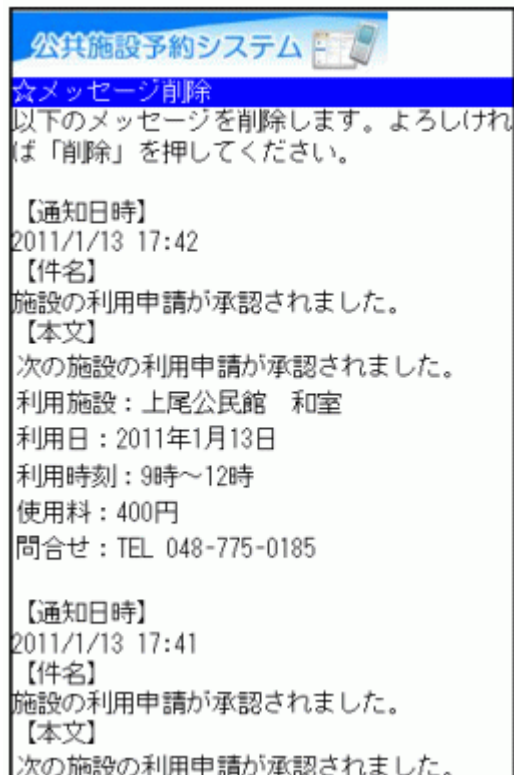 公共施設予約システム
☆メッセージ削除
以下のメッセージを削除します。よろしけれ
ば「削除」を押してください。
【通知日時】
2011/1/13 17:42
【件名】
施設の利用申請が承認されました。
【本文】
次の施設の利用申請が承認されました。
利用施設：上尾公民館　和室
利用日：2011年1月13日
利用時刻：9時～12時
使用料：400円
問合せ：TEL 048-775-0185
【通知日時】
2011/1/13 17:41
【件名】
施設の利用申請が承認されました。
【本文】
次の施設の利用申請が承認されました。